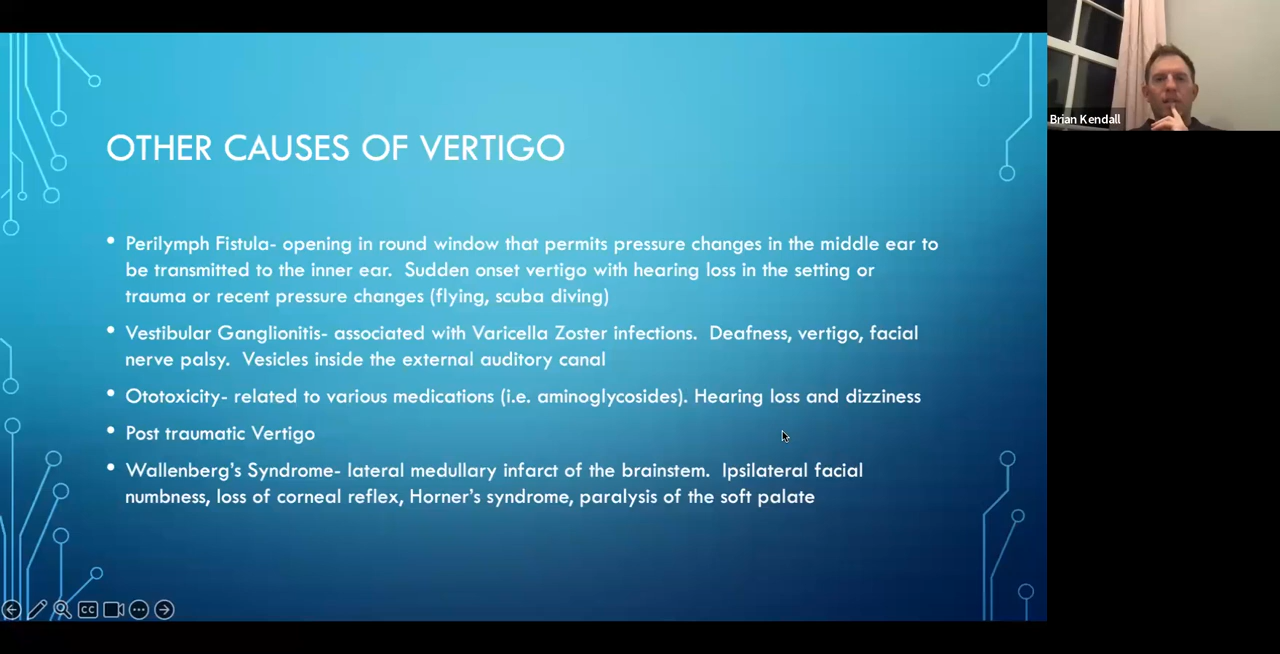 OTHER CAUSES OF VERTIGO
• Perilymph Fistula- opening in round window that permits pressure changes in the middle ear to
be transmitted to the inner ear.  Sudden onset vertigo with hearing loss in the setting or
trauma or recent pressure changes (flying, scuba diving)
• Vestibular Ganglionitis- associated with Varicella Zoster infections.  Deafness, vertigo, facial
nerve palsy.  Vesicles inside the external auditory canal
• Ototoxicity- related to various medications (i.e. aminoglycosides). Hearing loss and dizziness
• Post traumatic Vertigo
• Wallenberg's Syndrome- lateral medullary infarct of the brainstem.  Ipsilateral facial
numbness, loss of corneal reflex, Horner's syndrome, paralysis of the soft palate
CC
Brian Kendall